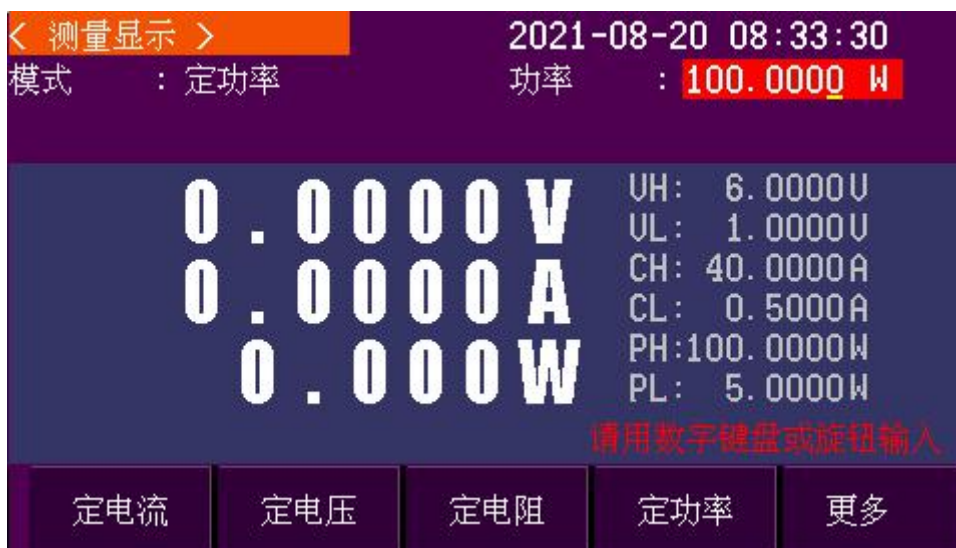 < 测量显示 > 2021-08-20 08:33:30
模式 : 定功率 功率 : 100.0000 W
0.0000V
0.0000A
0.000W
VH: 6.0000V
VL: 1.0000V
CH: 40.0000A
CL: 0.5000A
PH:100.0000W
PL: 5.0000W
请用数字键盘或旋钮输入
定电流 定电压 定电阻 定功率 更多